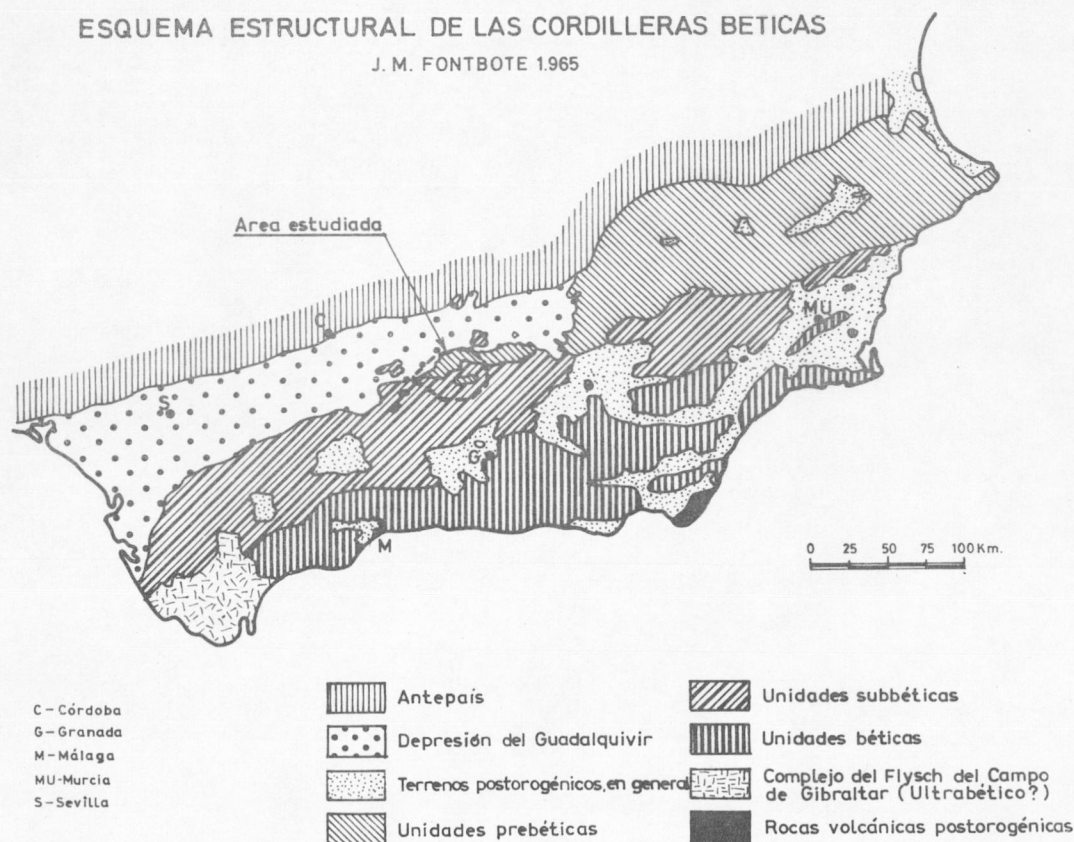 ESQUEMA ESTRUCTURAL DE LAS CORDILLERAS BETICAS
J. M. FONTBOTE 1.965
Area estudiada
C
S
MU
G
M
0 25 50 75 100 Km.
C - Córdoba
G - Granada
M - Málaga
MU-Murcia
S - Sevilla
Antepaís
Depresión del Guadalquivir
Terrenos postorogénicos, en general
Unidades prebéticas
Unidades subbéticas
Unidades béticas
Complejo del Flysch del Campo
de Gibraltar (Ultrabético?)
Rocas volcánicas postorogénicas